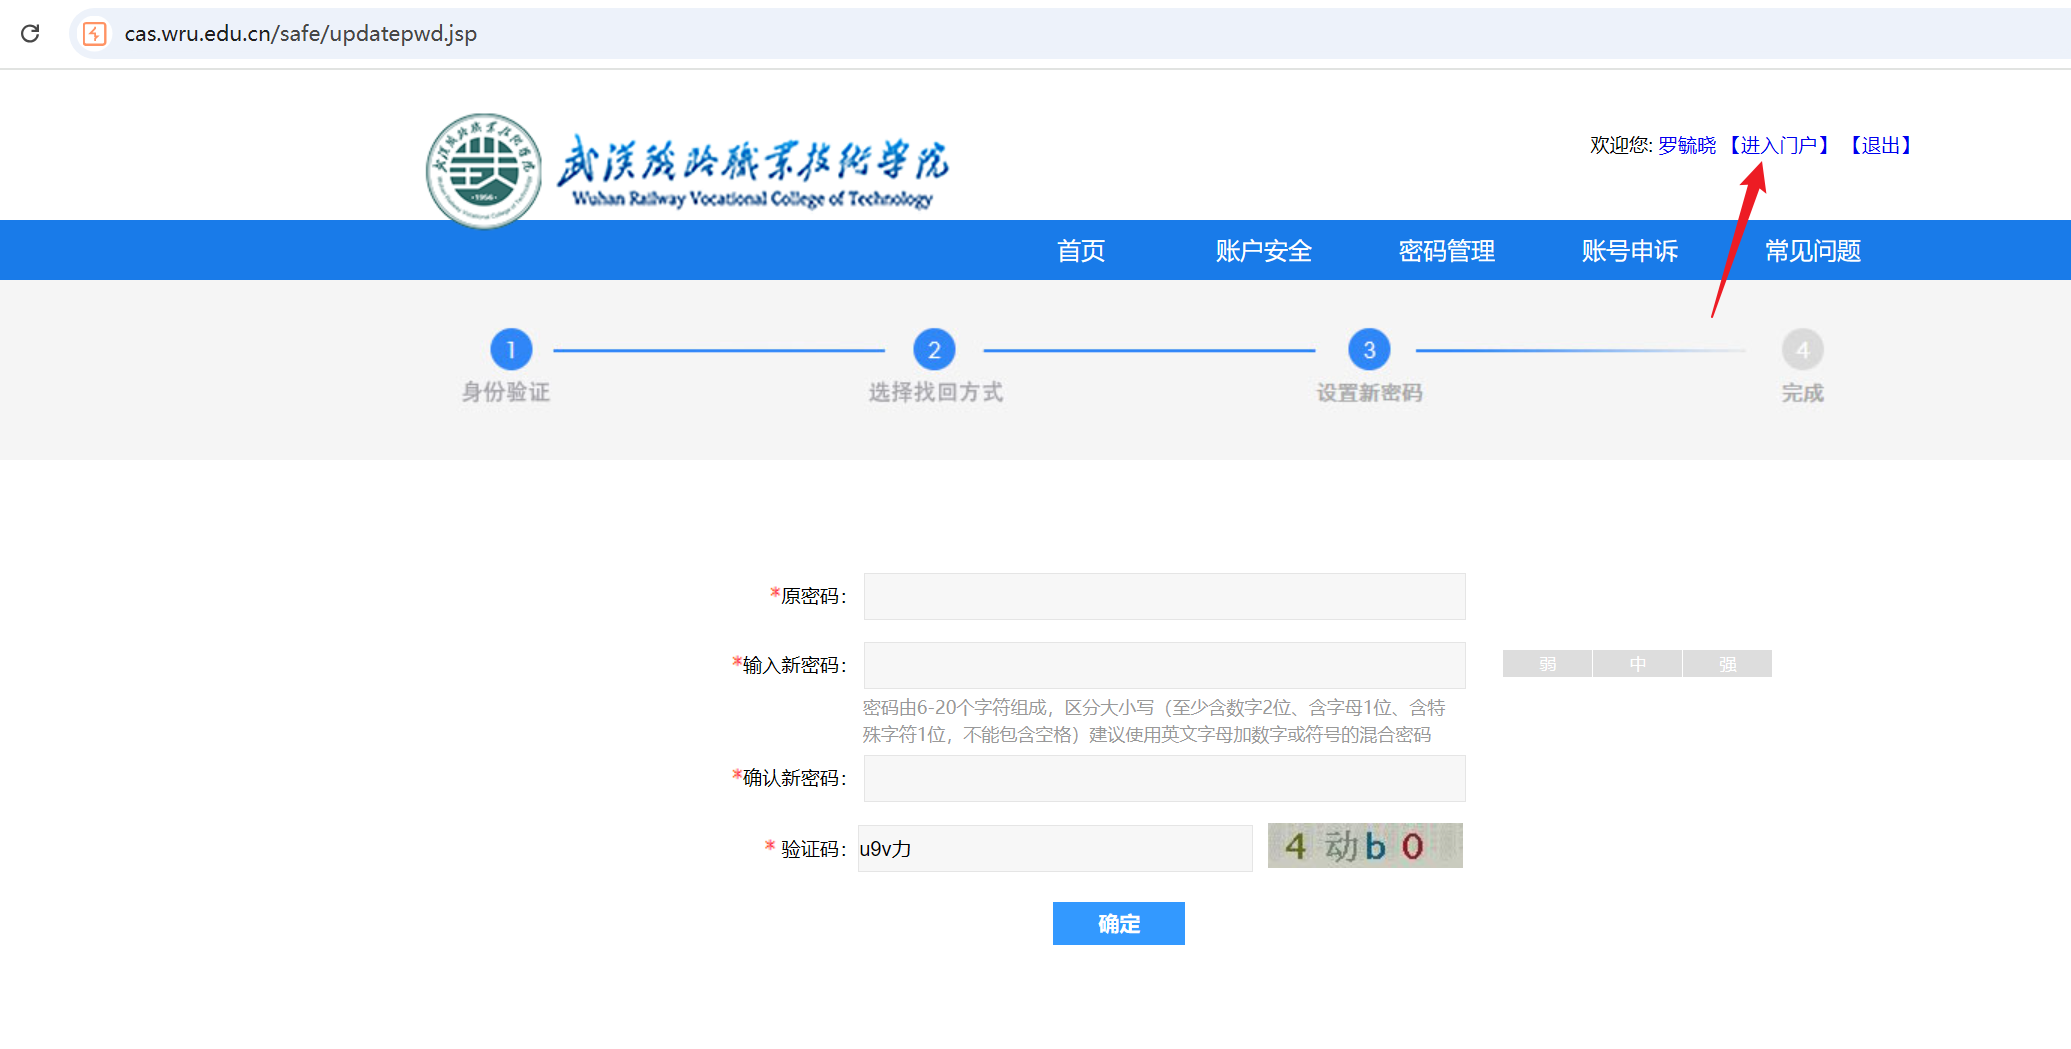 cas.wru.edu.cn/safe/updatepwd.jsp
武汉铁路职业技术学院
Wuhan Railway Vocational College of Technology
·1956·
欢迎您: 罗毓晓 【进入门户】 【退出】
首页 账户安全 密码管理 账号申诉 常见问题
1 2 3 4
身份验证 选择找回方式 设置新密码 完成
*原密码：
*输入新密码：
弱 中 强
密码由6-20个字符组成，区分大小写（至少含数字2位、含字母1位、含特
殊字符1位，不能包含空格）建议使用英文字母加数字或符号的混合密码
*确认新密码：
* 验证码： u9v力 4动b0
确定